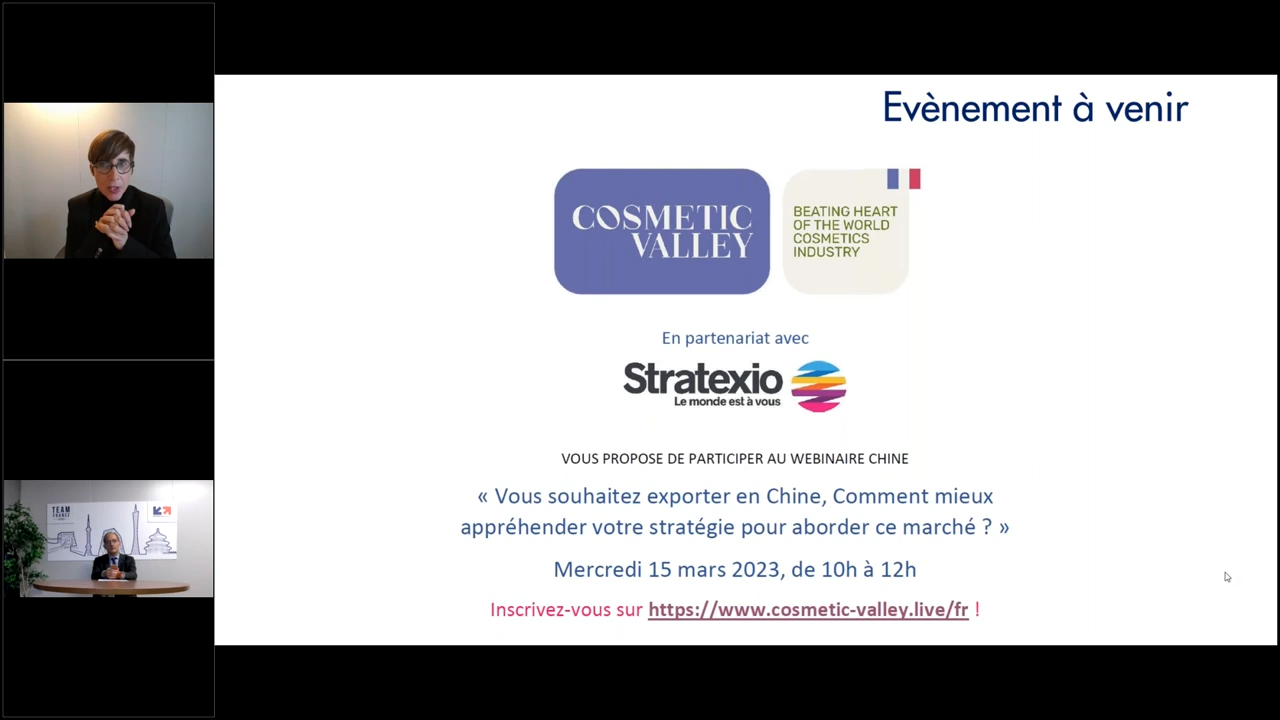 Evènement à venir
COSMETIC
VALLEY
BEATING HEART
OF THE WORLD
COSMETICS
INDUSTRY
En partenariat avec
Stratexio
Le monde est à vous
VOUS PROPOSE DE PARTICIPER AU WEBINAIRE CHINE
« Vous souhaitez exporter en Chine, Comment mieux
appréhender votre stratégie pour aborder ce marché ? »
Mercredi 15 mars 2023, de 10h à 12h
Inscrivez-vous sur https://www.cosmetic-valley.live/fr !
TEAM
FRANCE